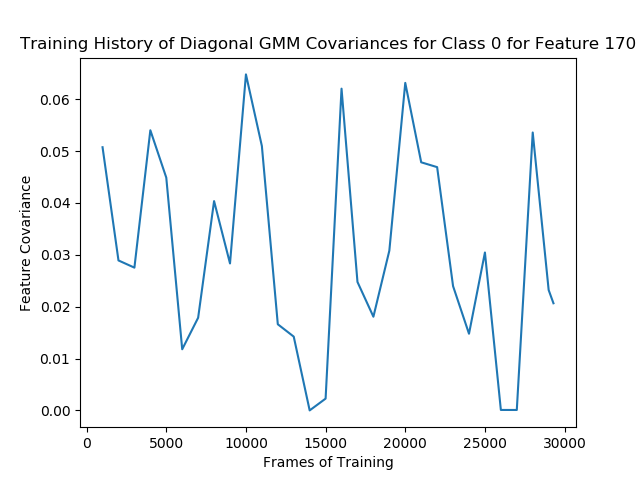 Training History of Diagonal GMM Covariances for Class 0 for Feature 170
Feature Covariance
0.06
0.05
0.04
0.03
0.02
0.01
0.00
0 5000 10000 15000 20000 25000 30000
Frames of Training